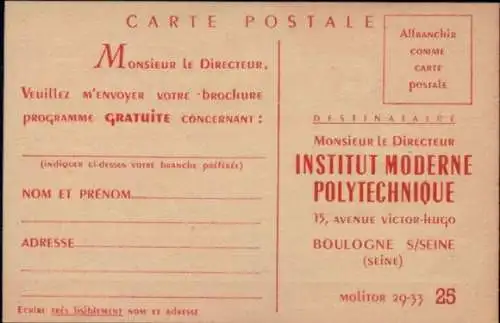 CARTE POSTALE
Monsieur le Directeur,
Veuillez m'envoyer votre brochure
programme GRATUITE concernant :
(indiquer ci-dessus votre branche préférée)
NOM ET PRÉNOM
ADRESSE
Ecrire très lisiblement nom et adresse
Affranchir
comme
carte
postale
DESTINATAIRE
Monsieur le Directeur
INSTITUT MODERNE
POLYTECHNIQUE
15, avenue Victor-Hugo
BOULOGNE S/SEINE
(SEINE)
Molitor 29-33 25